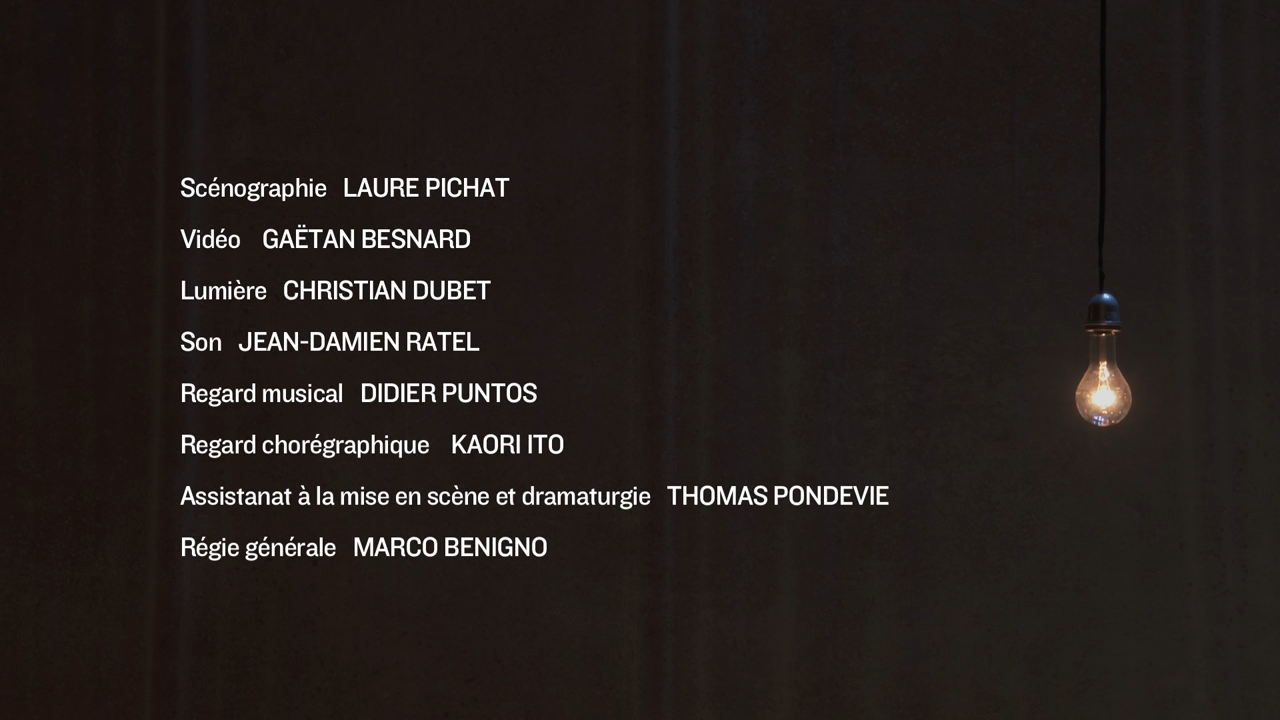 Scénographie LAURE PICHAT
Vidéo GAËTAN BESNARD
Lumière CHRISTIAN DUBET
Son JEAN-DAMIEN RATEL
Regard musical DIDIER PUNTOS
Regard chorégraphique KAORI ITO
Assistanat à la mise en scène et dramaturgie THOMAS PONDEVIE
Régie générale MARCO BENIGNO